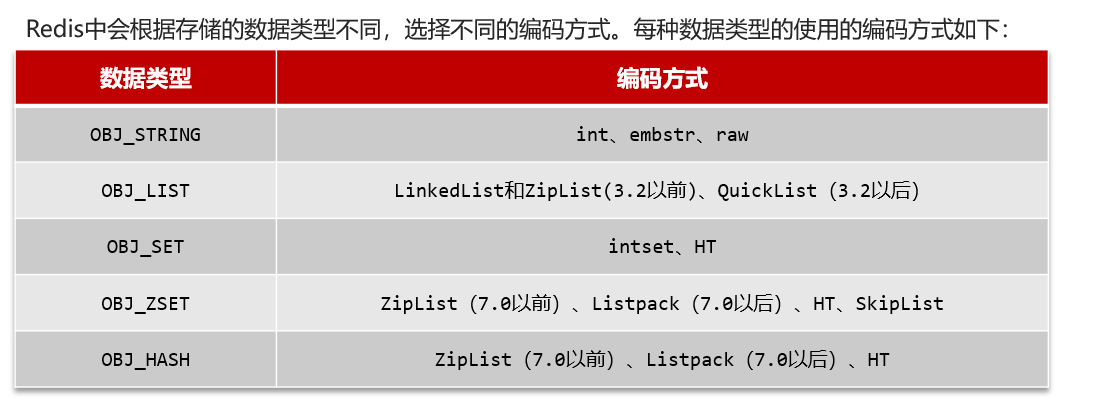 Redis中会根据存储的数据类型不同，选择不同的编码方式。每种数据类型的使用的编码方式如下：
数据类型 编码方式
OBJ_STRING int、embstr、raw
OBJ_LIST LinkedList和ZipList(3.2以前)、QuickList（3.2以后）
OBJ_SET intset、HT
OBJ_ZSET ZipList（7.0以前）、Listpack（7.0以后）、HT、SkipList
OBJ_HASH ZipList（7.0以前）、Listpack（7.0以后）、HT